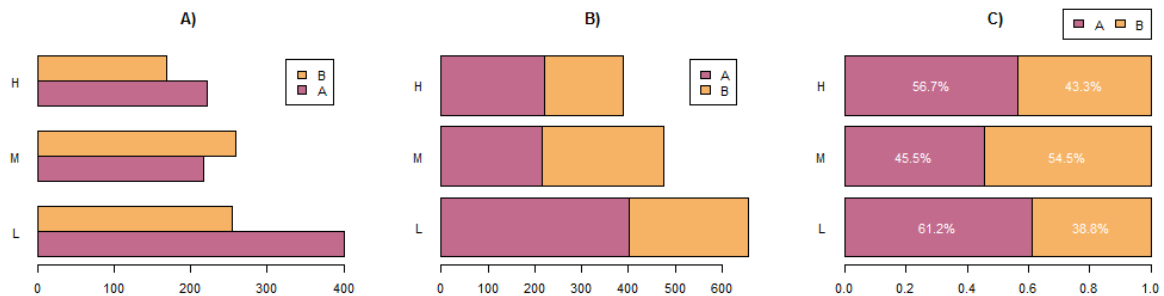 A)
H
M
L
B
A
0 100 200 300 400
B)
H
M
L
A
B
0 100 200 300 400 500 600
C)
A B
H 56.7% 43.3%
M 45.5% 54.5%
L 61.2% 38.8%
0.0 0.2 0.4 0.6 0.8 1.0